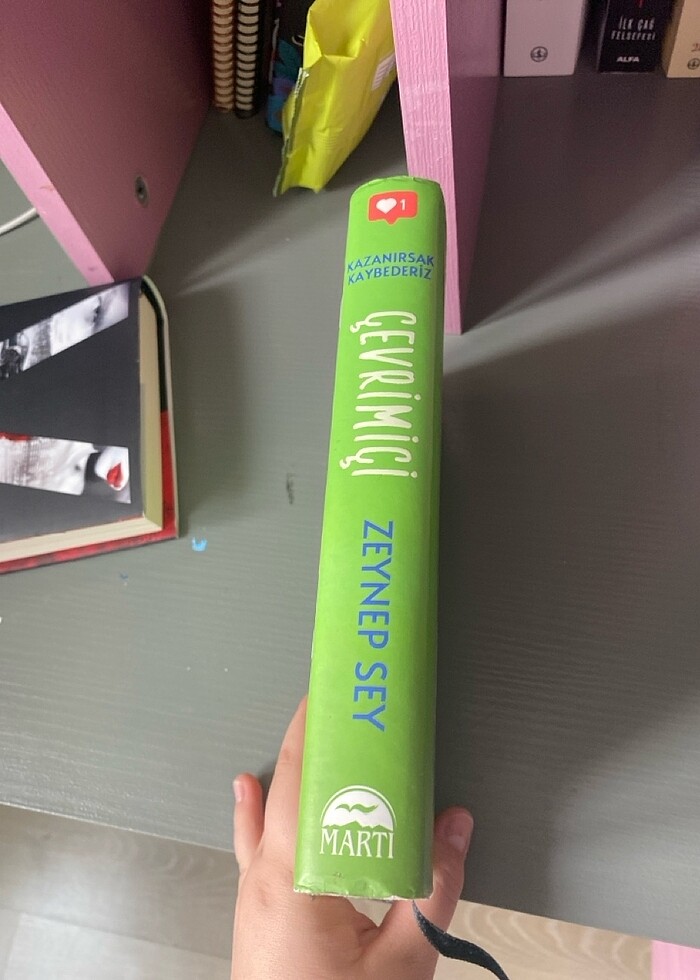 1
KAZANIRSAK
KAYBEDERİZ
ÇEVRİMİÇİ
ZEYNEP SEY
MARTI
İLK ÇAĞ
FELSEFESİ
ALFA